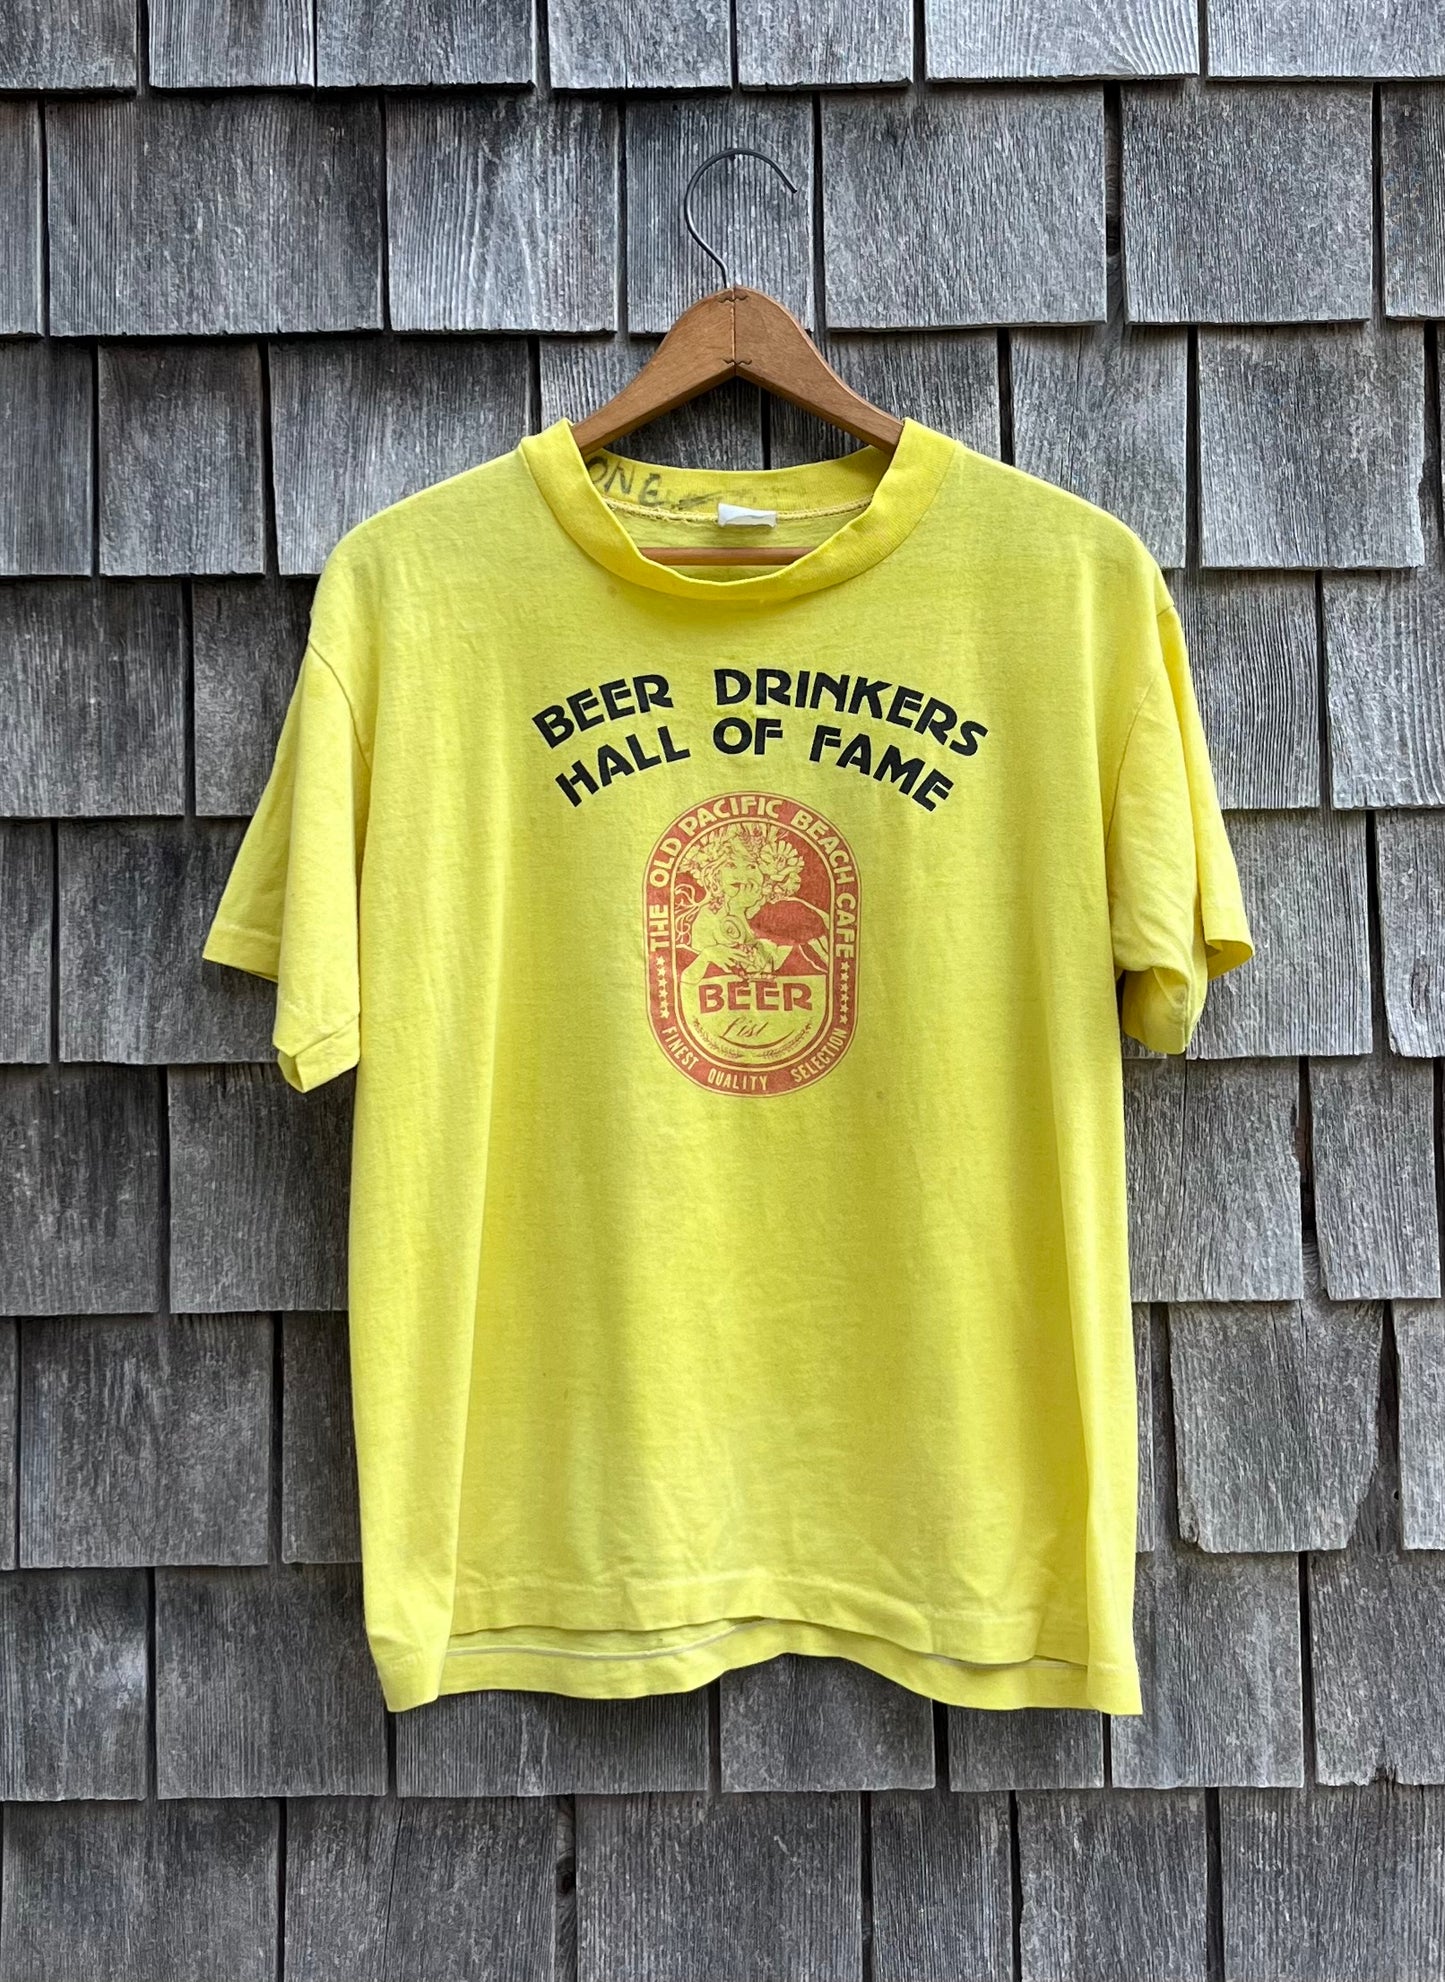 ONE
BEER DRINKERS
HALL OF FAME
THE OLD PACIFIC BEACH CAFE
BEER
list
FINEST QUALITY SELECTION